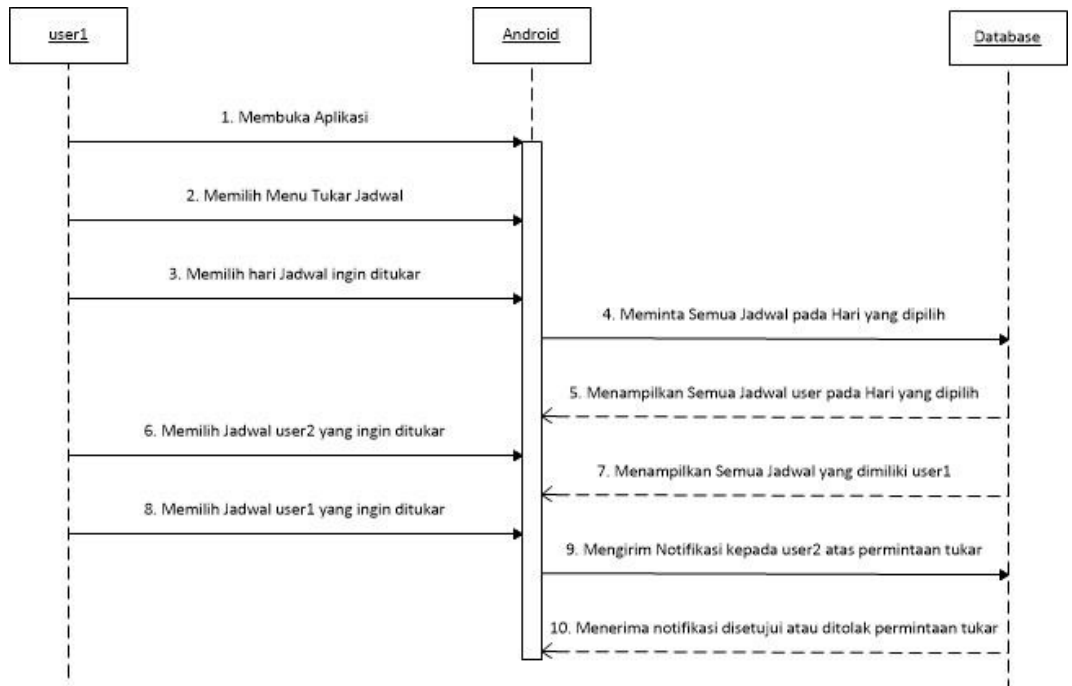 user1
Android
Database
1. Membuka Aplikasi
2. Memilih Menu Tukar Jadwal
3. Memilih hari Jadwal ingin ditukar
4. Meminta Semua Jadwal pada Hari yang dipilih
5. Menampilkan Semua Jadwal user pada Hari yang dipilih
6. Memilih Jadwal user2 yang ingin ditukar
7. Menampilkan Semua Jadwal yang dimiliki user1
8. Memilih Jadwal user1 yang ingin ditukar
9. Mengirim Notifikasi kepada user2 atas permintaan tukar
10. Menerima notifikasi disetujui atau ditolak permintaan tukar